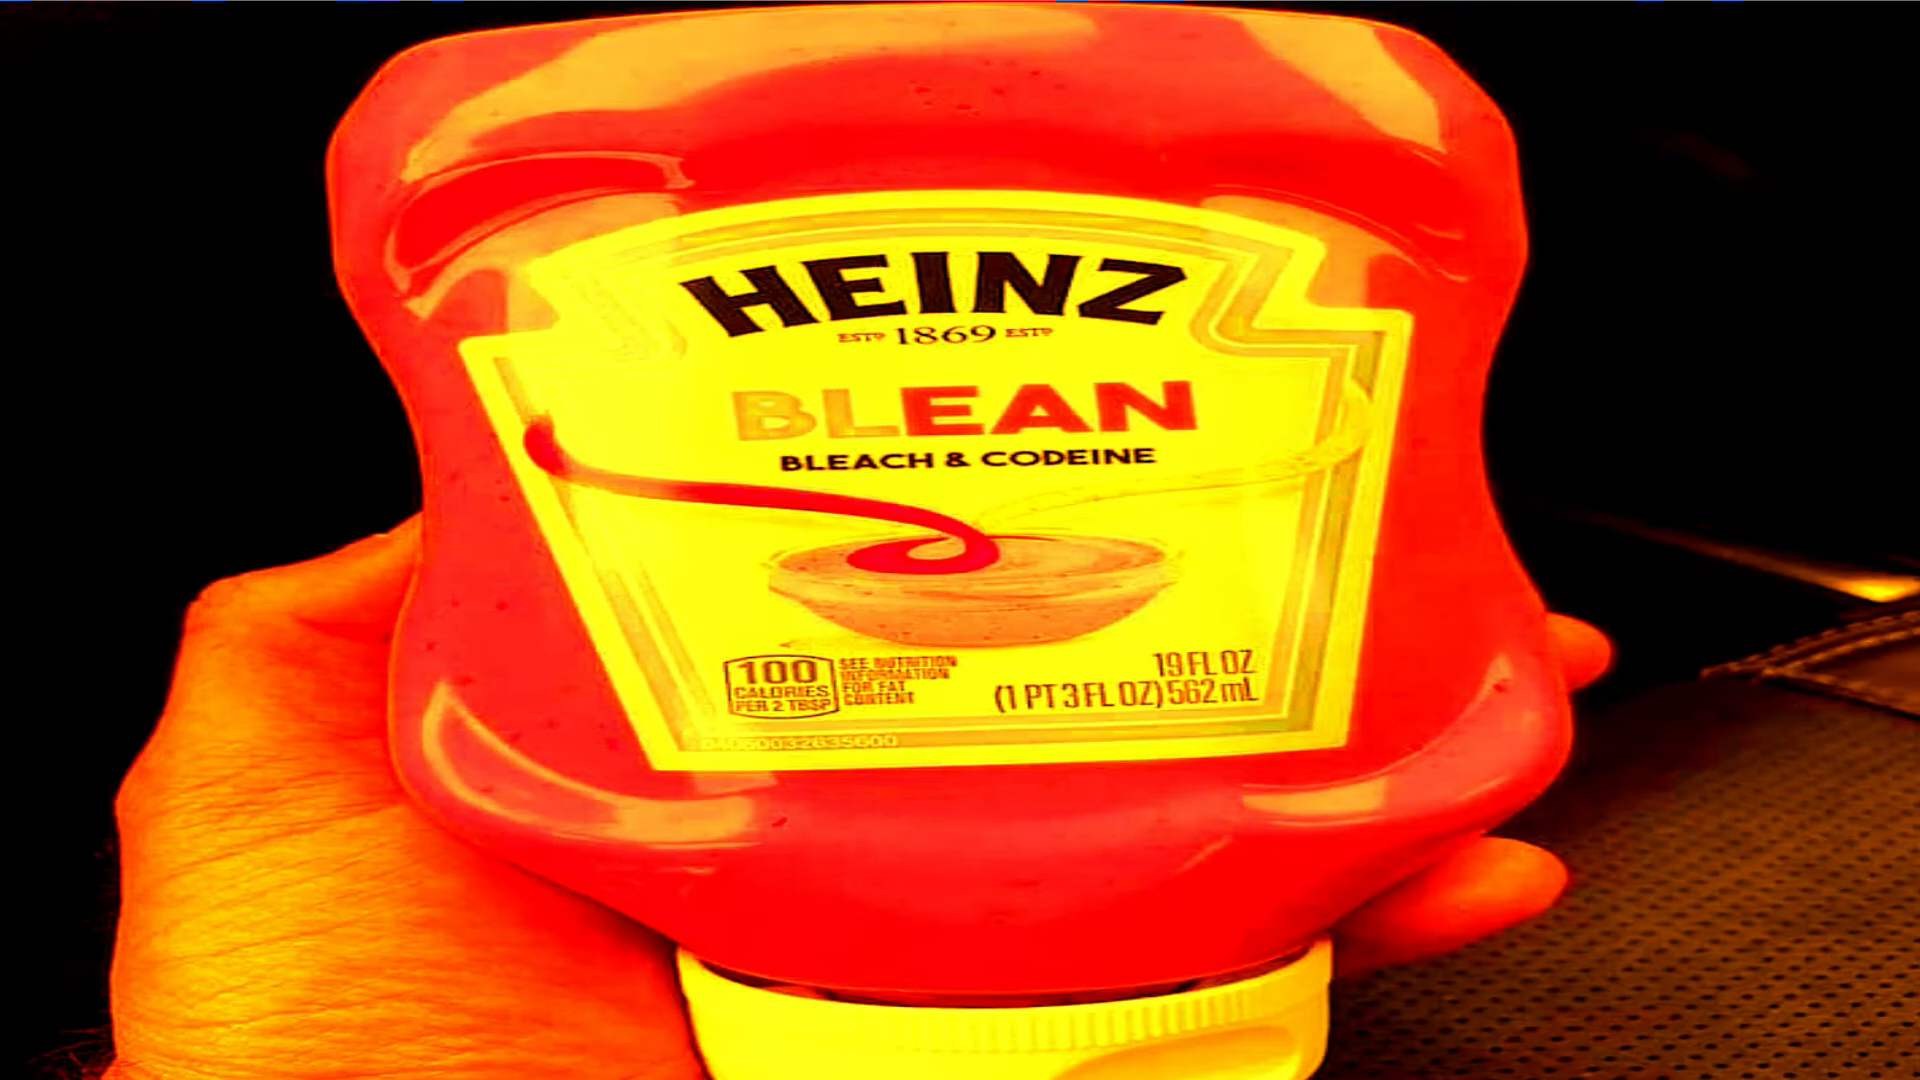 HEINZ
ESTD 1869 ESTD
BLEAN
BLEACH & CODEINE
100
CALORIES
PER 2 TBSP
SEE NUTRITION
INFORMATION
FOR FAT
CONTENT
19 FL OZ
(1 PT 3 FL OZ) 562 mL